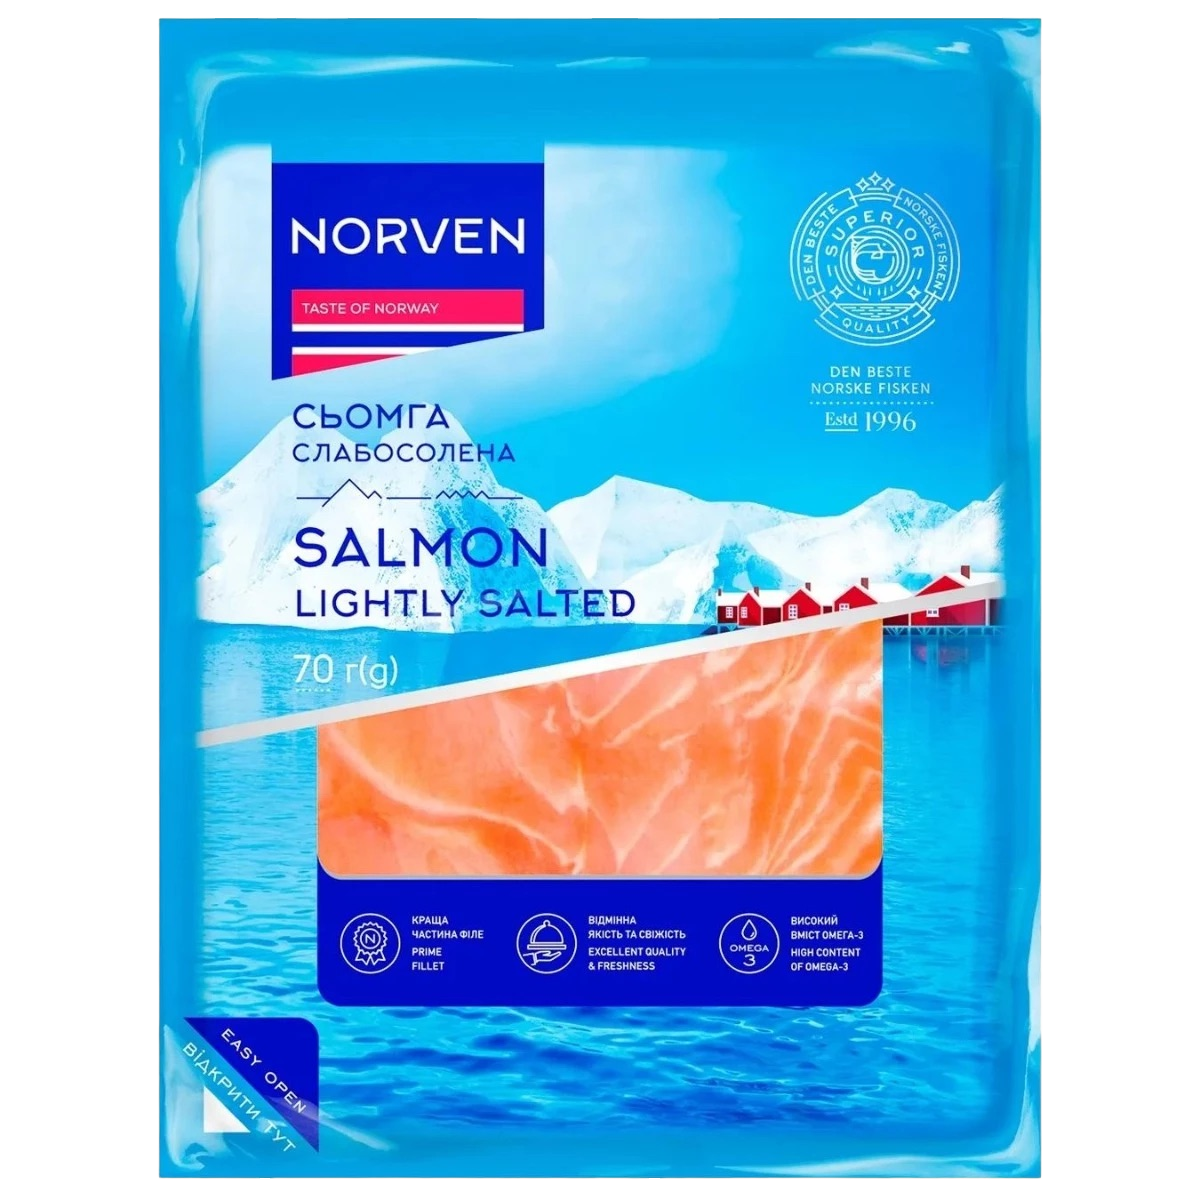 NORVEN
TASTE OF NORWAY
DEN BESTE NORSKE FISKEN
SUPERIOR
QUALITY
DEN BESTE
NORSKE FISKEN
Estd 1996
СЬОМГА
СЛАБОСОЛЕНА
SALMON
LIGHTLY SALTED
70 г(g)
N
КРАЩА
ЧАСТИНА ФІЛЕ
PRIME
FILLET
ВІДМІННА
ЯКІСТЬ ТА СВІЖІСТЬ
EXCELLENT QUALITY
& FRESHNESS
OMEGA
3
ВИСОКИЙ
ВМІСТ ОМЕГА-3
HIGH CONTENT
OF OMEGA-3
EASY OPEN
ВІДКРИТИ ТУТ